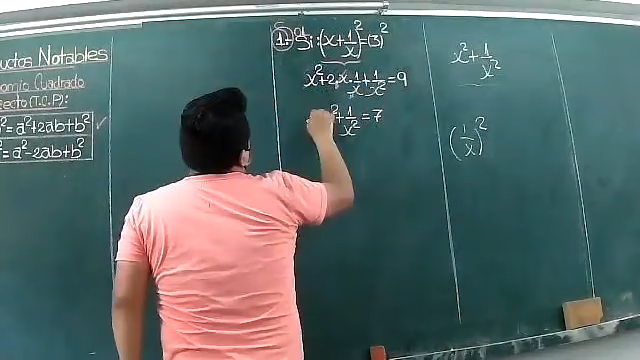 uctos Notables
omio Cuadrado
ecto (T.C.P):
² = a² + 2ab + b²
² = a² - 2ab + b²
1. Si: (x + 1/x)² = (3)²
x² + 2x · 1/x + 1/x² = 9
² + 1/x² = 7
x² + 1/x²
(1/x)²